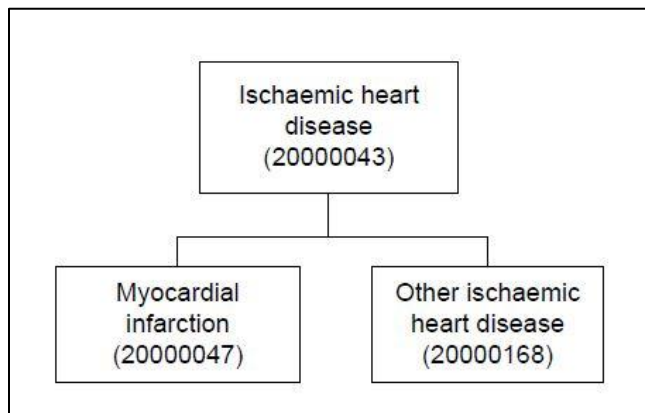 Ischaemic heart
disease
(20000043)
Myocardial
infarction
(20000047)
Other ischaemic
heart disease
(20000168)